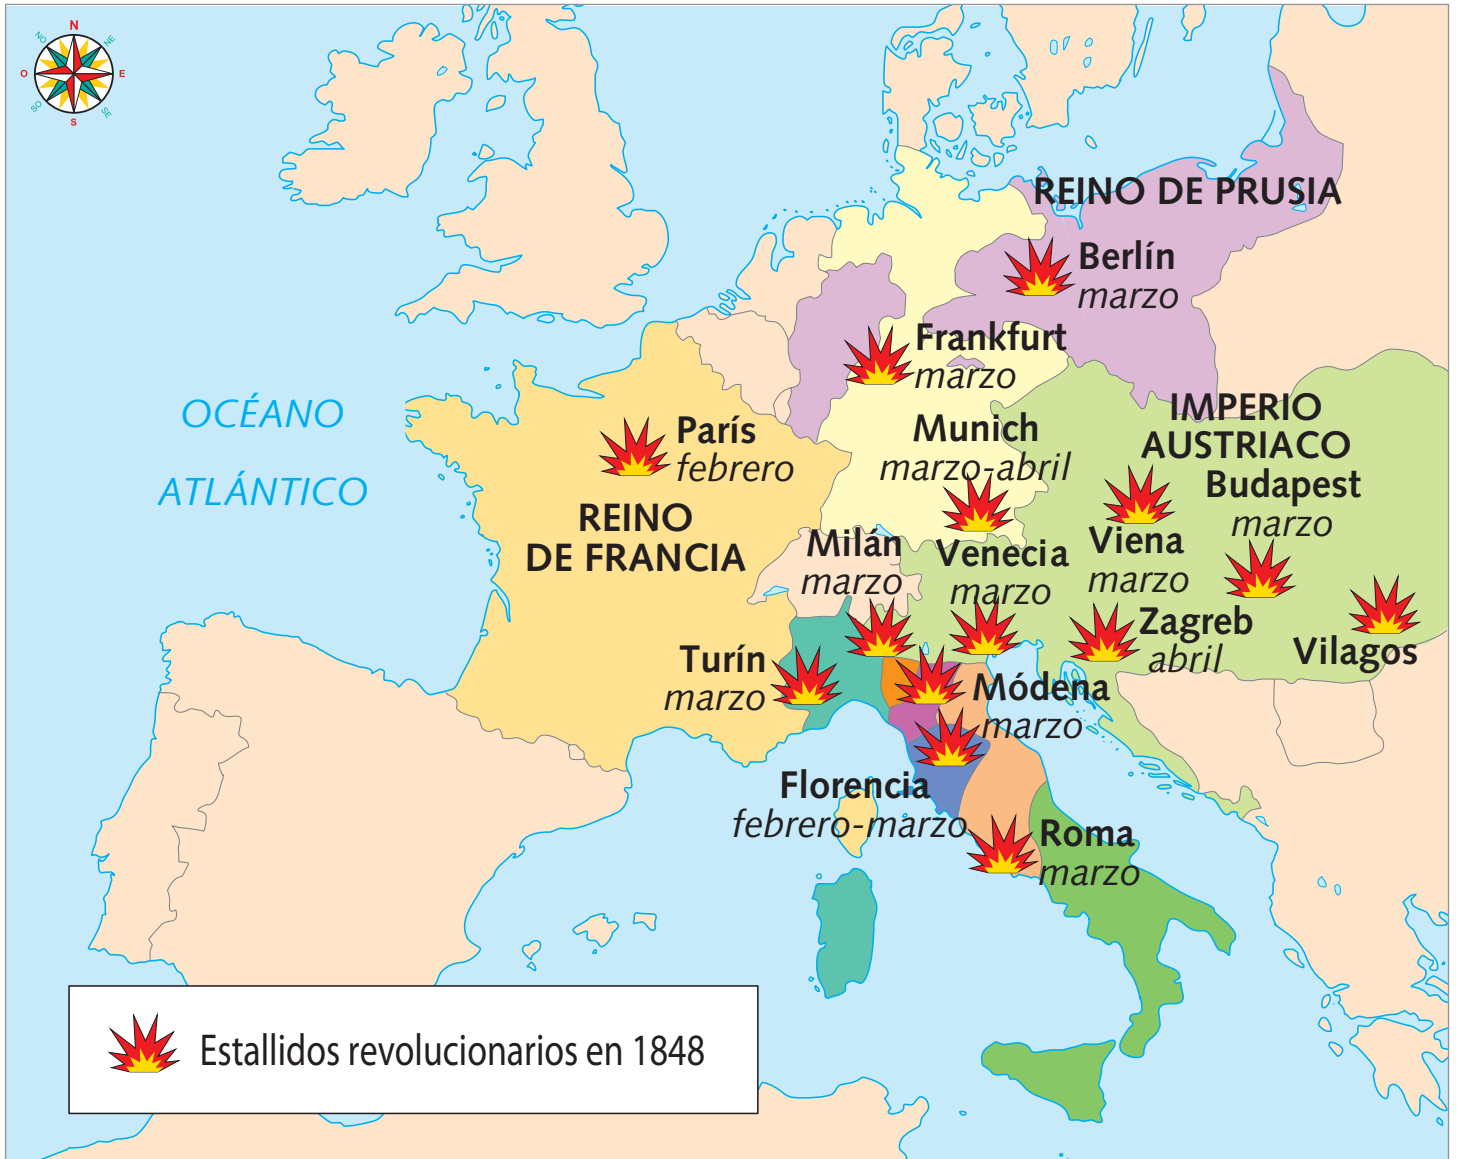 N
NO
NE
O
E
SO
SE
S
REINO DE PRUSIA
Berlín
marzo
Frankfurt
marzo
OCÉANO
ATLÁNTICO
París
febrero
REINO
DE FRANCIA
Munich
marzo-abril
IMPERIO
AUSTRIACO
Budapest
marzo
Viena
marzo
Milán
marzo
Venecia
marzo
Zagreb
abril
Vilagos
Turín
marzo
Módena
marzo
Florencia
febrero-marzo
Roma
marzo
Estallidos revolucionarios en 1848